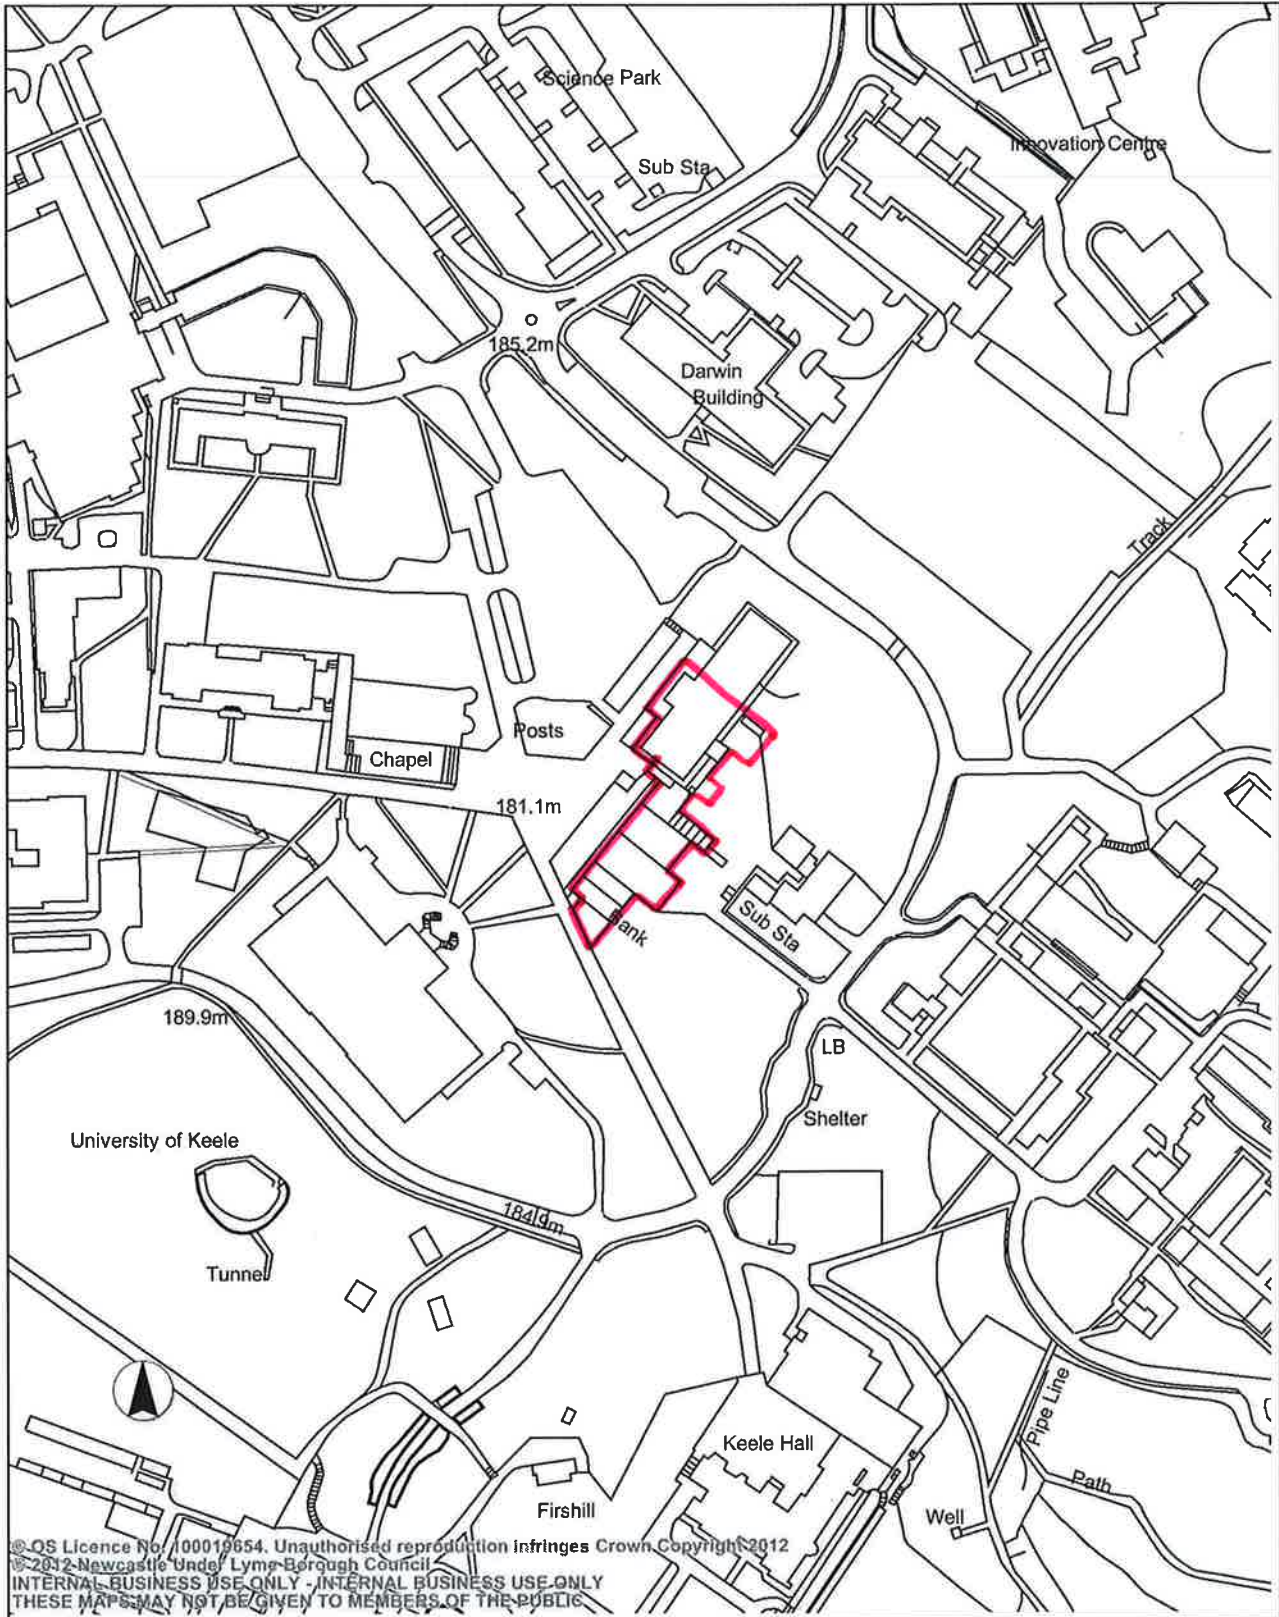 Science Park
Sub Sta
Innovation Centre
185.2m
Darwin
Building
Track
Posts
Chapel
181.1m
Bank
Sub Sta
189.9m
LB
Shelter
University of Keele
184.9m
Tunnel
Pipe Line
Keele Hall
Path
Firshill
Well
© OS Licence No. 100019654. Unauthorised reproduction infringes Crown Copyright 2012
© 2012 Newcastle Under Lyme Borough Council
INTERNAL BUSINESS USE ONLY - INTERNAL BUSINESS USE ONLY
THESE MAPS MAY NOT BE GIVEN TO MEMBERS OF THE PUBLIC